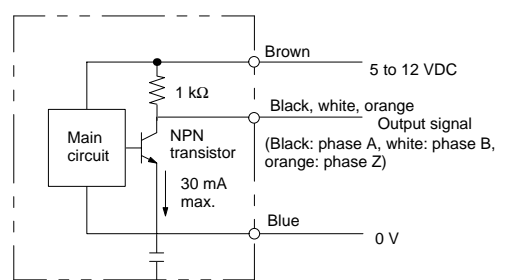 Brown
5 to 12 VDC
1 kΩ
Black, white, orange
Output signal
(Black: phase A, white: phase B,
orange: phase Z)
Main
circuit
NPN
transistor
30 mA
max.
Blue
0 V